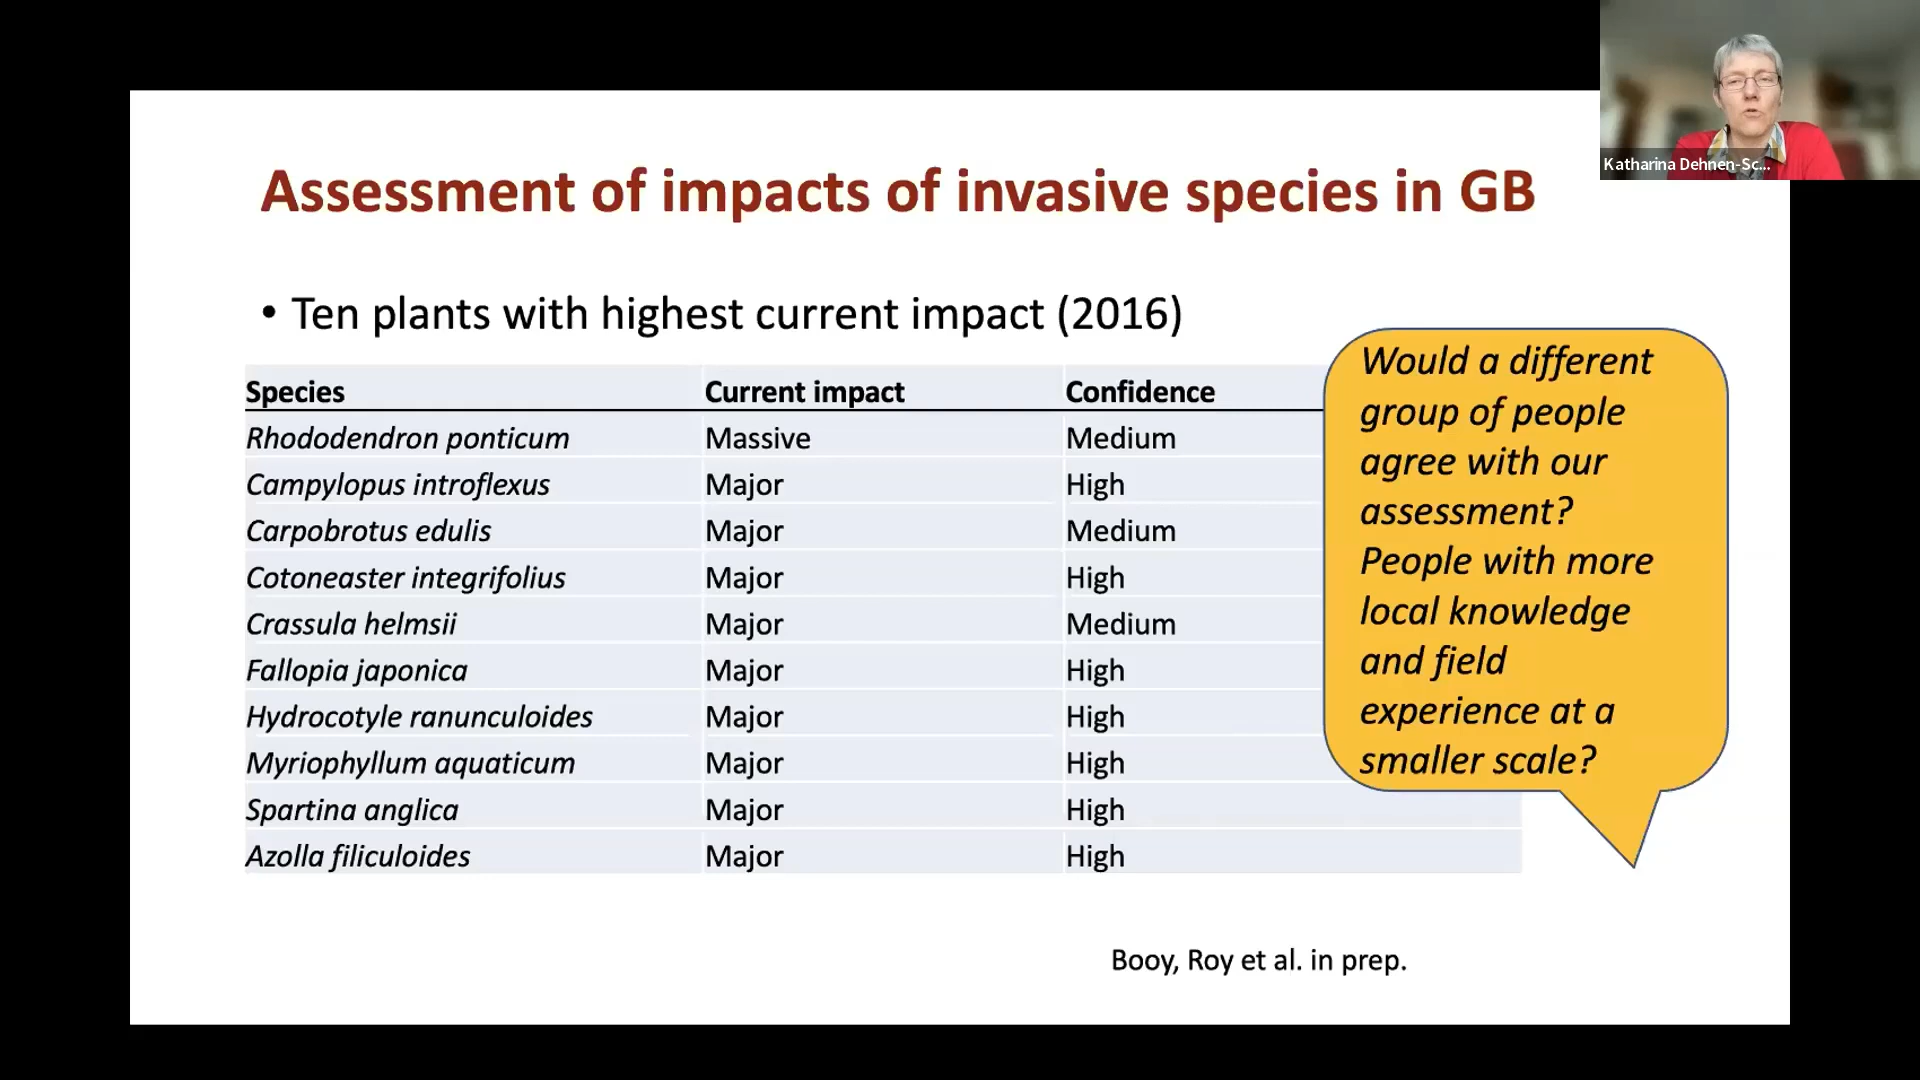 Katharina Dehnen-Sc...
Assessment of impacts of invasive species in GB
• Ten plants with highest current impact (2016)
Species Current impact Confidence
Rhododendron ponticum Massive Medium
Campylopus introflexus Major High
Carpobrotus edulis Major Medium
Cotoneaster integrifolius Major High
Crassula helmsii Major Medium
Fallopia japonica Major High
Hydrocotyle ranunculoides Major High
Myriophyllum aquaticum Major High
Spartina anglica Major High
Azolla filiculoides Major High
Would a different
group of people
agree with our
assessment?
People with more
local knowledge
and field
experience at a
smaller scale?
Booy, Roy et al. in prep.